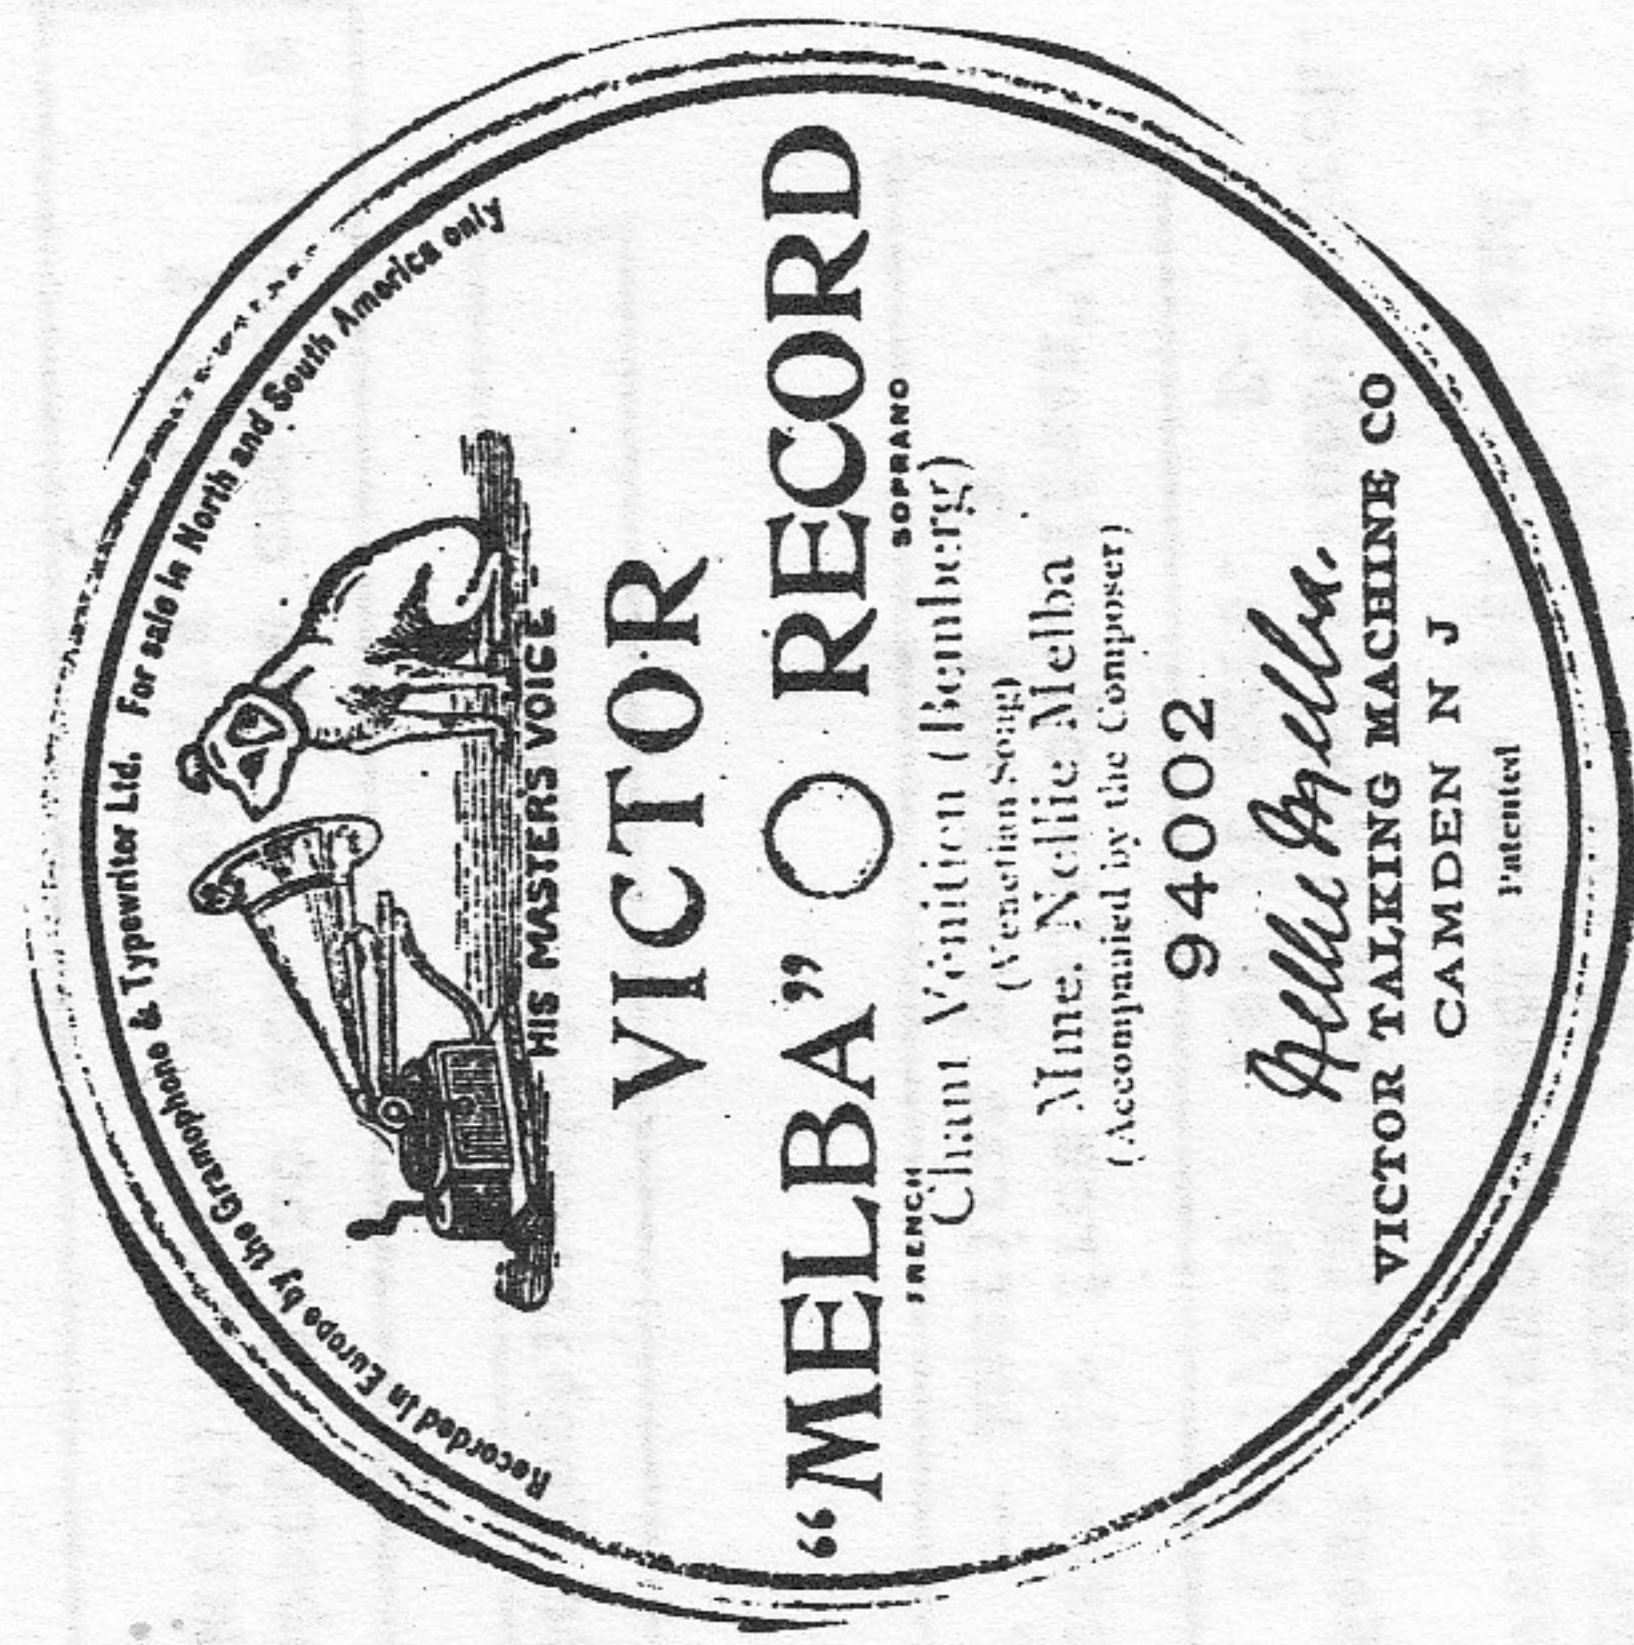 Recorded in Europe by the Gramophone & Typewriter Ltd. For sale in North and South America only
HIS MASTERS VOICE
VICTOR
"MELBA" RECORD
FRENCH SOPRANO
Chant Vénitien (Bemberg)
(Venetian Song)
Mme. Nellie Melba
(Accompanied by the Composer)
94002
Nellie Melba.
VICTOR TALKING MACHINE CO
CAMDEN N J
Patented